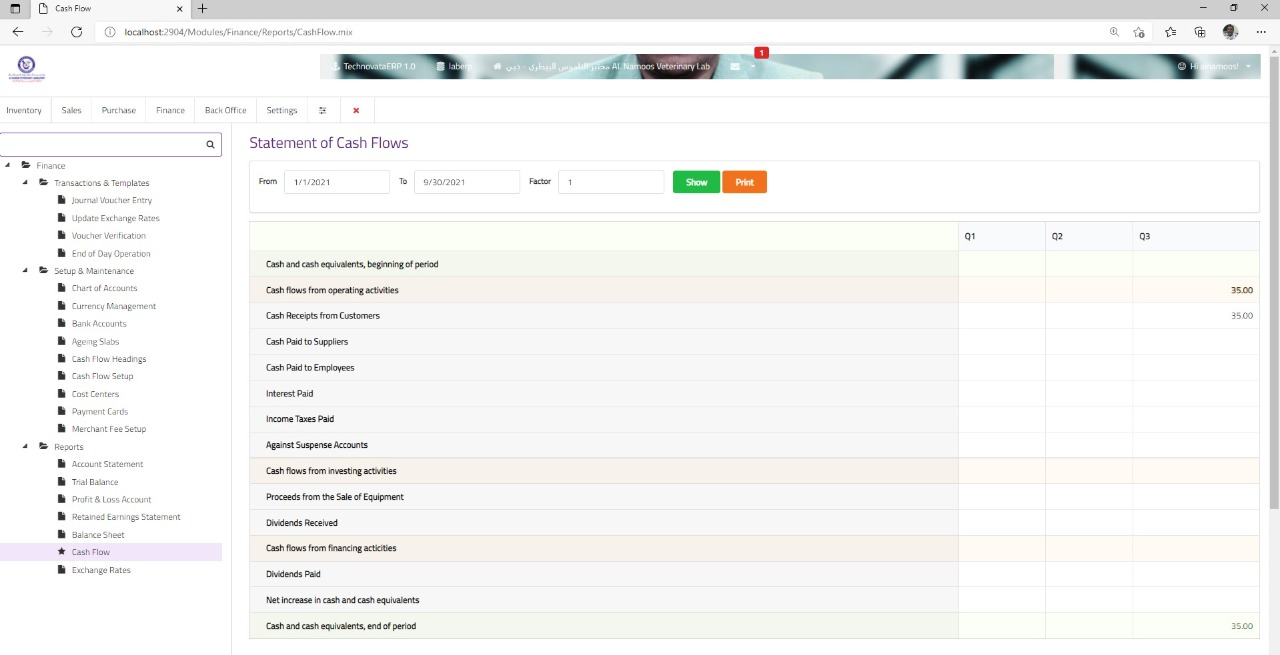 Cash Flow
localhost:2904/Modules/Finance/Reports/CashFlow.mix
1
TechnovataERP 1.0
مختبر الناموس البيطري - دبي Al Namoos Veterinary Lab
Inventory Sales Purchase Finance Back Office Settings
Statement of Cash Flows
From 1/1/2021 To 9/30/2021 Factor 1 Show Print
Finance
Transactions & Templates
Journal Voucher Entry
Update Exchange Rates
Voucher Verification
End of Day Operation
Setup & Maintenance
Chart of Accounts
Currency Management
Bank Accounts
Ageing Slabs
Cash Flow Headings
Cash Flow Setup
Cost Centers
Payment Cards
Merchant Fee Setup
Reports
Account Statement
Trial Balance
Profit & Loss Account
Retained Earnings Statement
Balance Sheet
Cash Flow
Exchange Rates
Q1 Q2 Q3
Cash and cash equivalents, beginning of period
Cash flows from operating activities 35.00
Cash Receipts from Customers 35.00
Cash Paid to Suppliers
Cash Paid to Employees
Interest Paid
Income Taxes Paid
Against Suspense Accounts
Cash flows from investing activities
Proceeds from the Sale of Equipment
Dividends Received
Cash flows from financing acticities
Dividends Paid
Net increase in cash and cash equivalents
Cash and cash equivalents, end of period 35.00